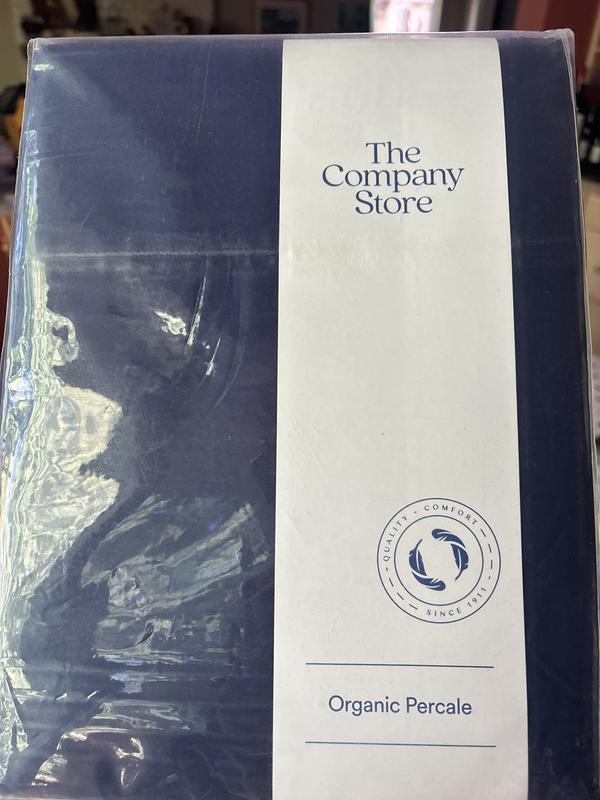 The
Company
Store
QUALITY - COMFORT
SINCE 1911
Organic Percale